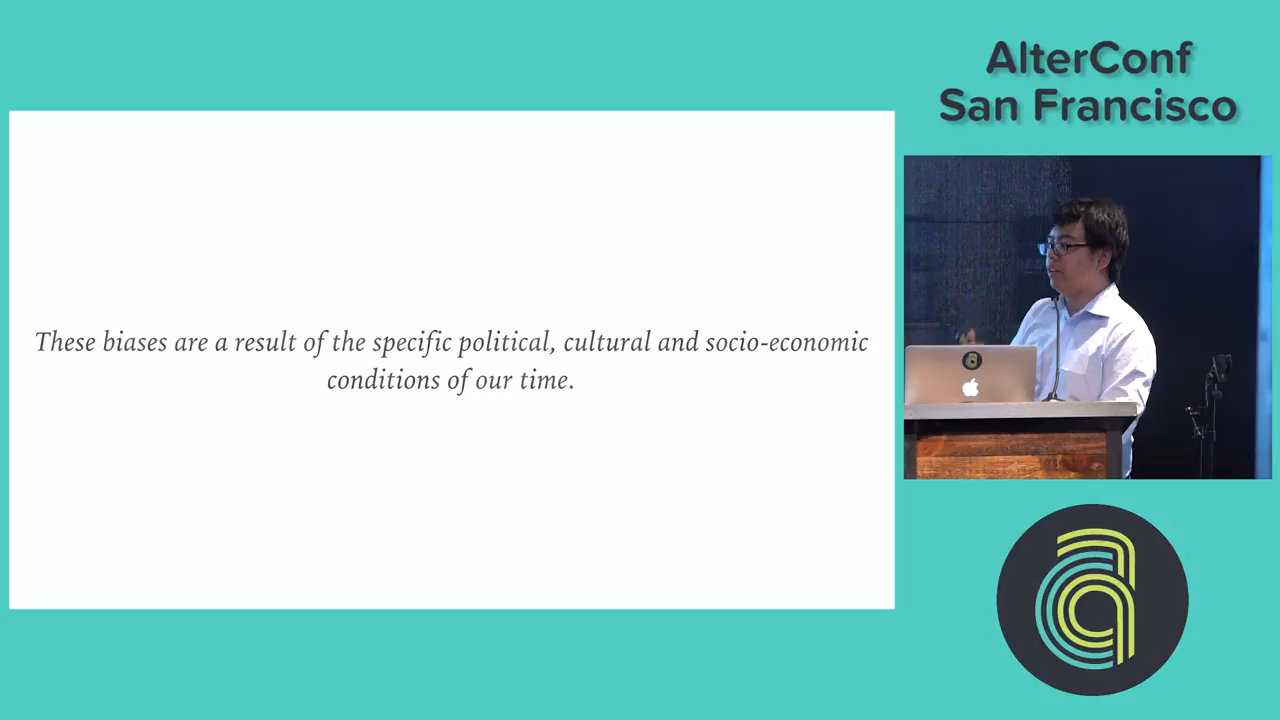 AlterConf
San Francisco
These biases are a result of the specific political, cultural and socio-economic
conditions of our time.